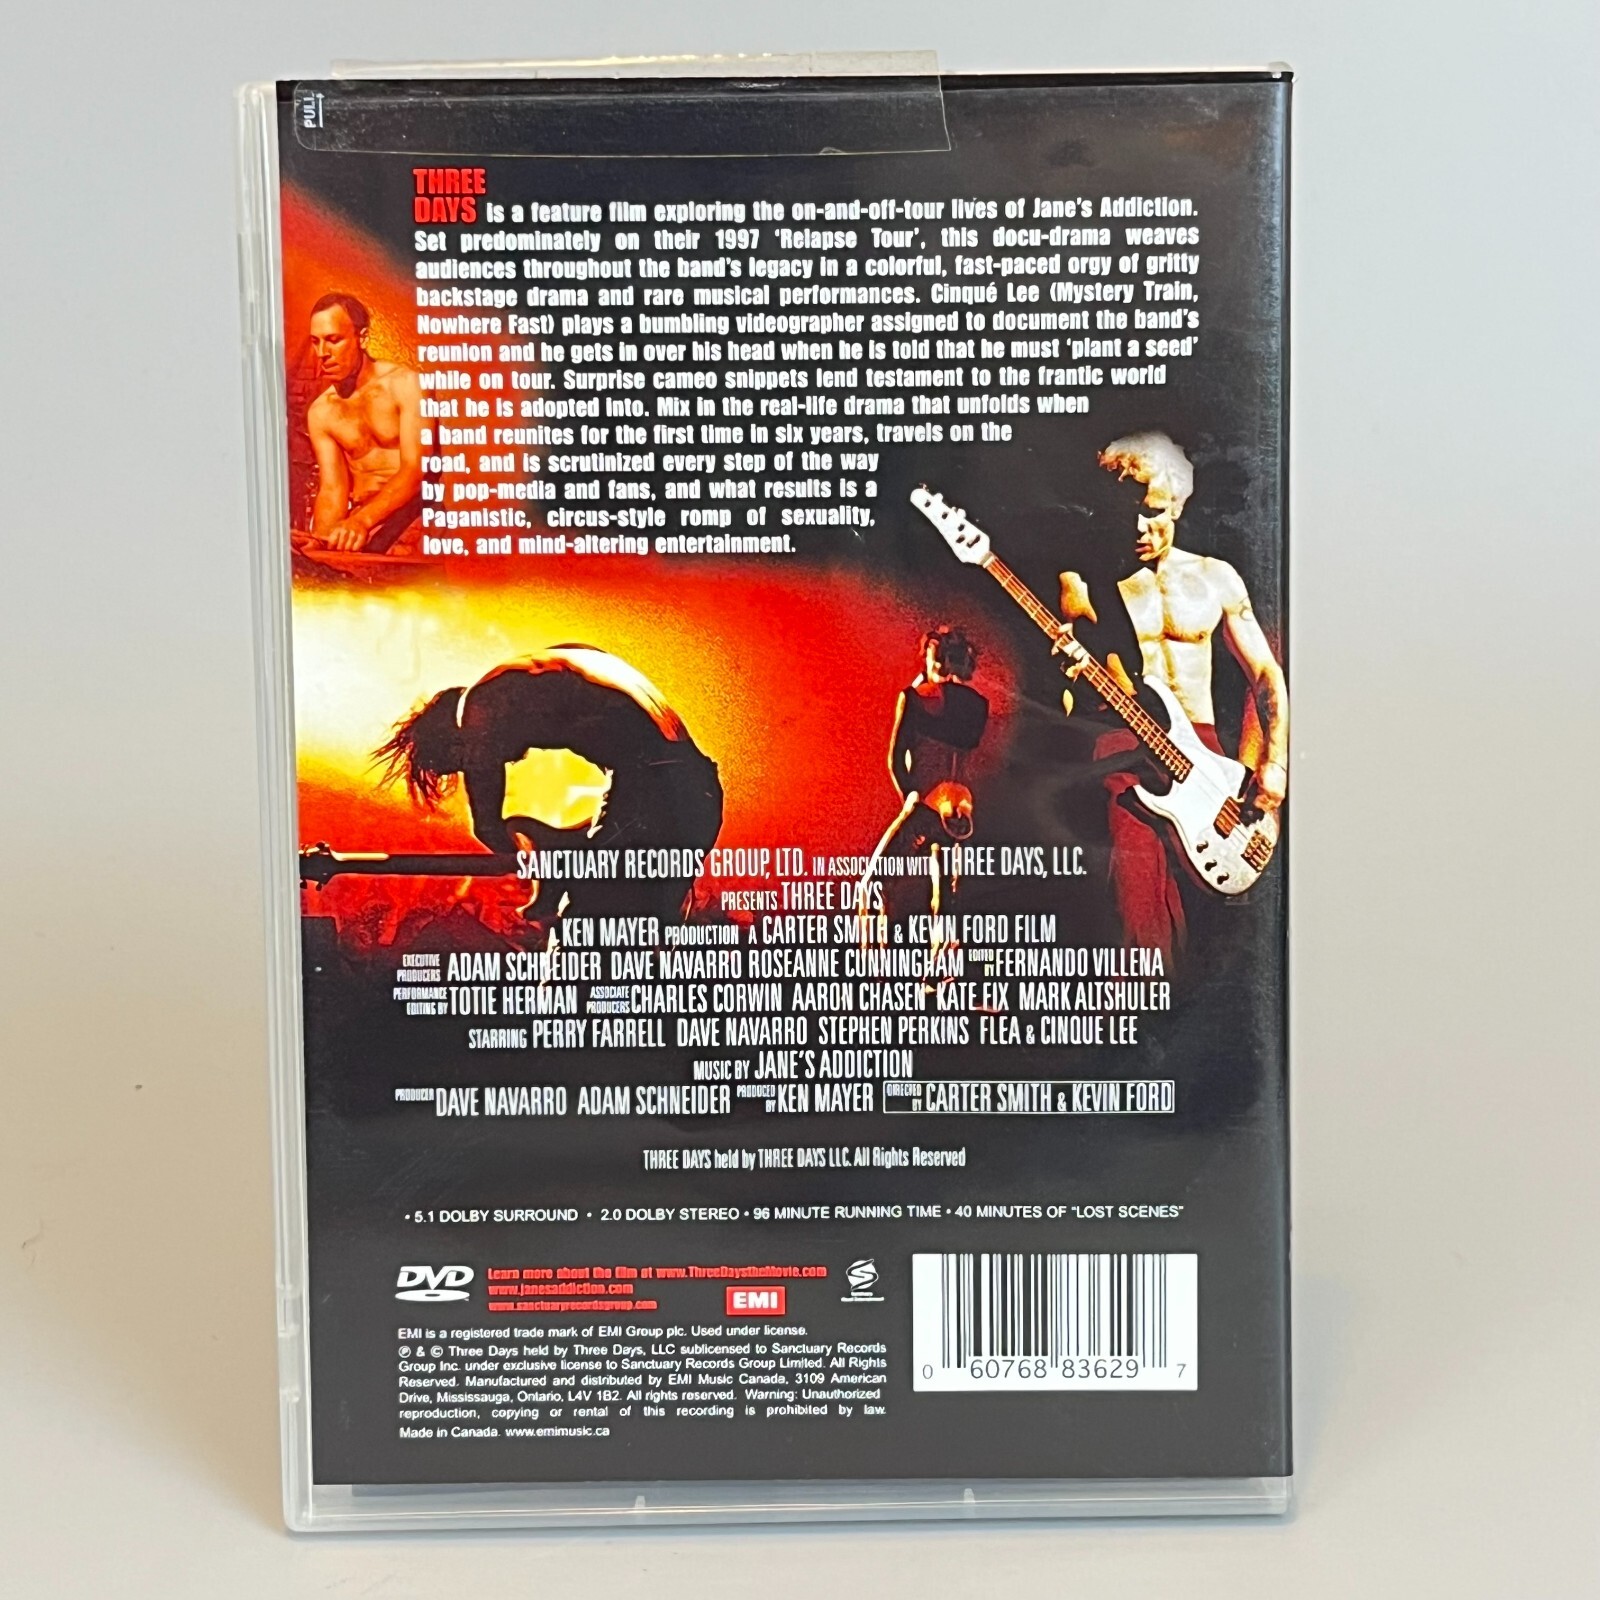 PULL
THREE
DAYS is a feature film exploring the on-and-off-tour lives of Jane's Addiction.
Set predominately on their 1997 'Relapse Tour', this docu-drama weaves
audiences throughout the band's legacy in a colorful, fast-paced orgy of gritty
backstage drama and rare musical performances. Cinqué Lee (Mystery Train,
Nowhere Fast) plays a bumbling videographer assigned to document the band's
reunion and he gets in over his head when he is told that he must 'plant a seed'
while on tour. Surprise cameo snippets lend testament to the frantic world
that he is adopted into. Mix in the real-life drama that unfolds when
a band reunites for the first time in six years, travels on the
road, and is scrutinized every step of the way
by pop-media and fans, and what results is a
Paganistic, circus-style romp of sexuality,
love, and mind-altering entertainment.
SANCTUARY RECORDS GROUP, LTD. IN ASSOCIATION WITH THREE DAYS, LLC.
PRESENTS THREE DAYS
A KEN MAYER PRODUCTION A CARTER SMITH & KEVIN FORD FILM
EXECUTIVE PRODUCERS ADAM SCHNEIDER DAVE NAVARRO ROSEANNE CUNNINGHAM EDITED BY FERNANDO VILLENA
PERFORMANCE EDITING BY TOTIE HERMAN ASSOCIATE PRODUCERS CHARLES CORWIN AARON CHASEN KATE FIX MARK ALTSHULER
STARRING PERRY FARRELL DAVE NAVARRO STEPHEN PERKINS FLEA & CINQUE LEE
MUSIC BY JANE'S ADDICTION
PRODUCER DAVE NAVARRO ADAM SCHNEIDER PRODUCED BY KEN MAYER DIRECTED BY CARTER SMITH & KEVIN FORD
THREE DAYS held by THREE DAYS LLC. All Rights Reserved
• 5.1 DOLBY SURROUND • 2.0 DOLBY STEREO • 96 MINUTE RUNNING TIME • 40 MINUTES OF "LOST SCENES"
DVD
Learn more about the film at www.ThreeDaystheMovie.com
www.janesaddiction.com
www.sanctuaryrecordsgroup.com
EMI
EMI is a registered trade mark of EMI Group plc. Used under license.
℗ & © Three Days held by Three Days, LLC sublicensed to Sanctuary Records
Group Inc. under exclusive license to Sanctuary Records Group Limited. All Rights
Reserved. Manufactured and distributed by EMI Music Canada, 3109 American
Drive, Mississauga, Ontario, L4V 1B2. All rights reserved. Warning: Unauthorized
reproduction, copying or rental of this recording is prohibited by law.
Made in Canada. www.emimusic.ca
0 60768 83629 7